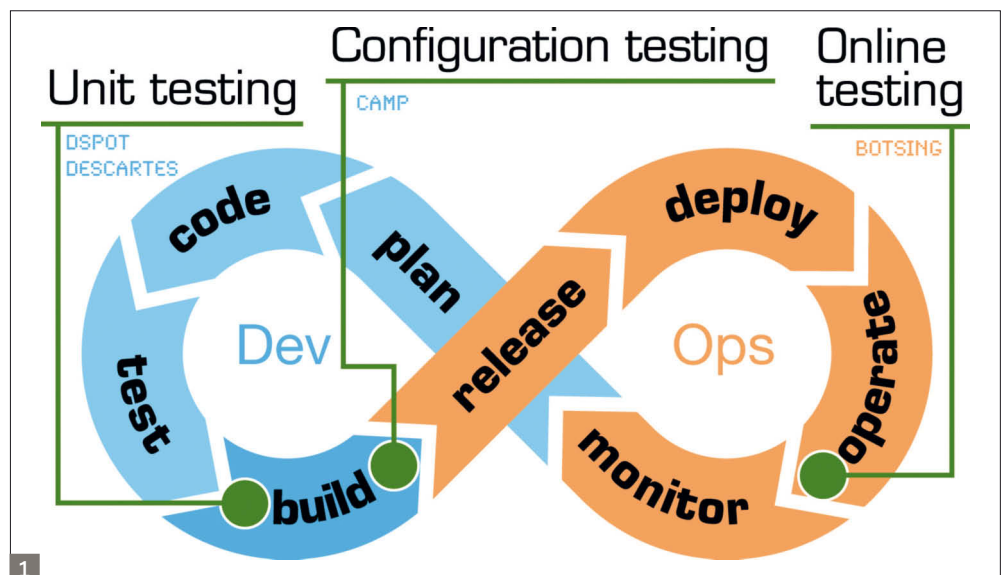 Unit testing
DSPOT
DESCARTES
Configuration testing
CAMP
Online
testing
BOTSING
code
plan
Dev
test
build
release
deploy
Ops
operate
monitor
1